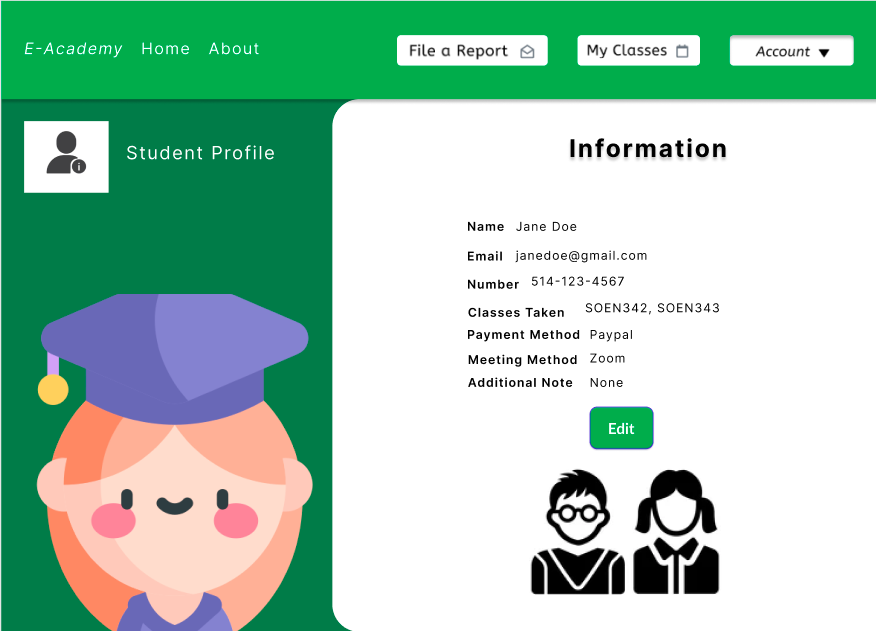 E-Academy Home About File a Report My Classes Account
Student Profile
Information
Name Jane Doe
Email janedoe@gmail.com
Number 514-123-4567
Classes Taken SOEN342, SOEN343
Payment Method Paypal
Meeting Method Zoom
Additional Note None
Edit